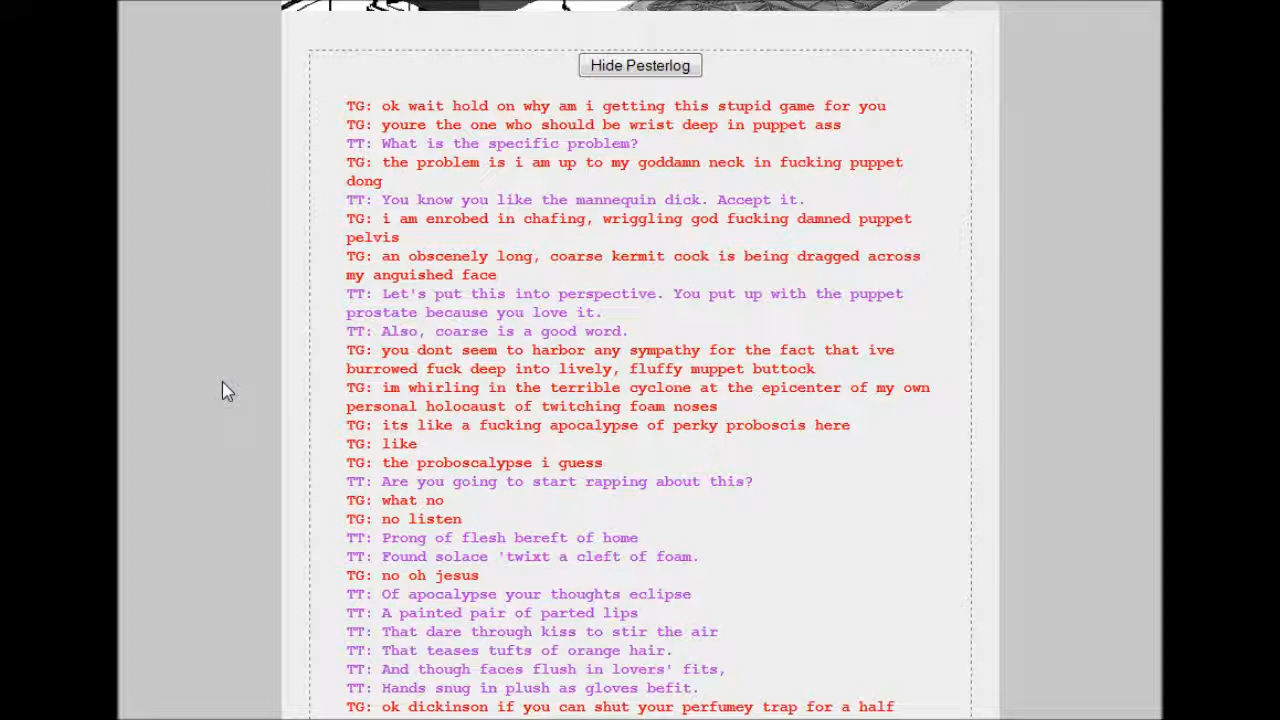 Hide Pesterlog
TG: ok wait hold on why am i getting this stupid game for you
TG: youre the one who should be wrist deep in puppet ass
TT: What is the specific problem?
TG: the problem is i am up to my goddamn neck in fucking puppet
dong
TT: You know you like the mannequin dick. Accept it.
TG: i am enrobed in chafing, wriggling god fucking damned puppet
pelvis
TG: an obscenely long, coarse kermit cock is being dragged across
my anguished face
TT: Let's put this into perspective. You put up with the puppet
prostate because you love it.
TT: Also, coarse is a good word.
TG: you dont seem to harbor any sympathy for the fact that ive
burrowed fuck deep into lively, fluffy muppet buttock
TG: im whirling in the terrible cyclone at the epicenter of my own
personal holocaust of twitching foam noses
TG: its like a fucking apocalypse of perky proboscis here
TG: like
TG: the proboscalypse i guess
TT: Are you going to start rapping about this?
TG: what no
TG: no listen
TT: Prong of flesh bereft of home
TT: Found solace 'twixt a cleft of foam.
TG: no oh jesus
TT: Of apocalypse your thoughts eclipse
TT: A painted pair of parted lips
TT: That dare through kiss to stir the air
TT: That teases tufts of orange hair.
TT: And though faces flush in lovers' fits,
TT: Hands snug in plush as gloves befit.
TG: ok dickinson if you can shut your perfumey trap for a half